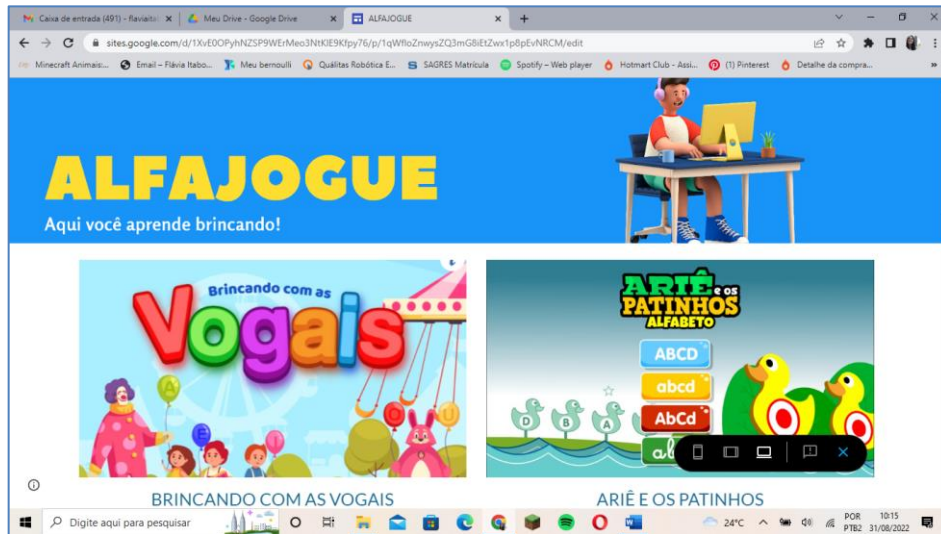 Caixa de entrada (491) - flaviaita
Meu Drive - Google Drive
ALFAJOGUE
sites.google.com/d/1XvE0OPyhNZSP9WErMeo3NtKlE9Kfpy76/p/1qWfloZnwysZQ3mG8iEtZwx1p8pEvNRCM/edit
Minecraft Animais...
Email – Flávia Itabo...
Meu bernoulli
Quálitas Robótica E...
SAGRES Matrícula
Spotify – Web player
Hotmart Club - Assi...
(1) Pinterest
Detalhe da compra...
»
ALFAJOGUE
Aqui você aprende brincando!
Brincando com as
Vogais
A
E
I
O
U
ARIÊ e os
PATINHOS
ALFABETO
ABCD
abcd
AbCd
D
B
A
BRINCANDO COM AS VOGAIS
ARIÊ E OS PATINHOS
Digite aqui para pesquisar
24°C
POR
PTB2
10:15
31/08/2022